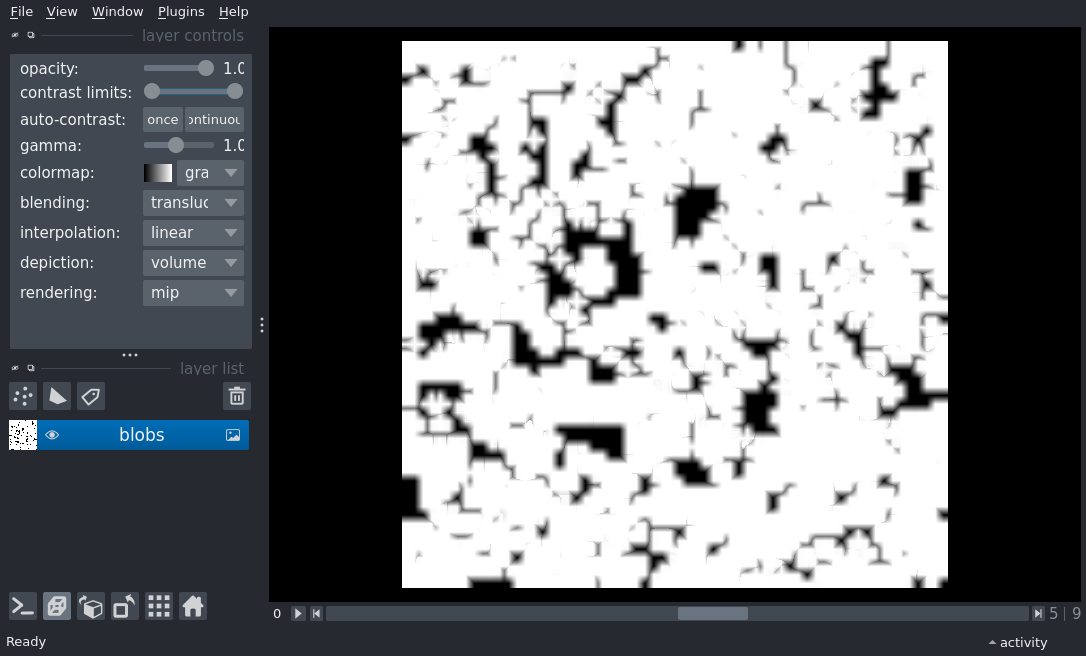 File View Window Plugins Help
layer controls
opacity: 1.0
contrast limits:
auto-contrast: once ontinuou
gamma: 1.0
colormap: gra
blending: transluc
interpolation: linear
depiction: volume
rendering: mip
layer list
blobs
0 5 | 9
Ready activity